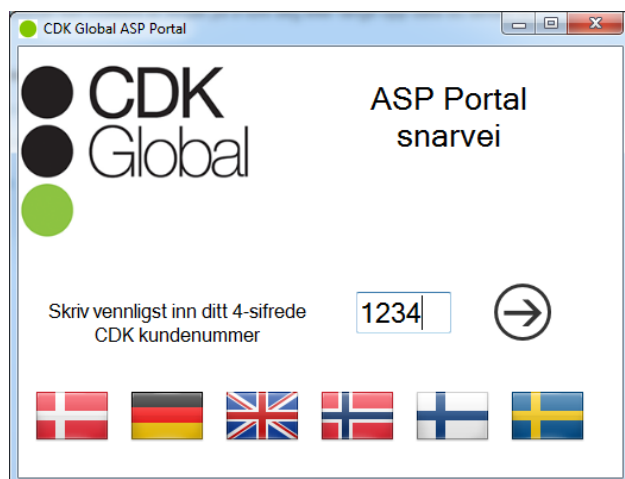 CDK Global ASP Portal
CDK
Global
ASP Portal
snarvei
Skriv vennligst inn ditt 4-sifrede
CDK kundenummer
1234